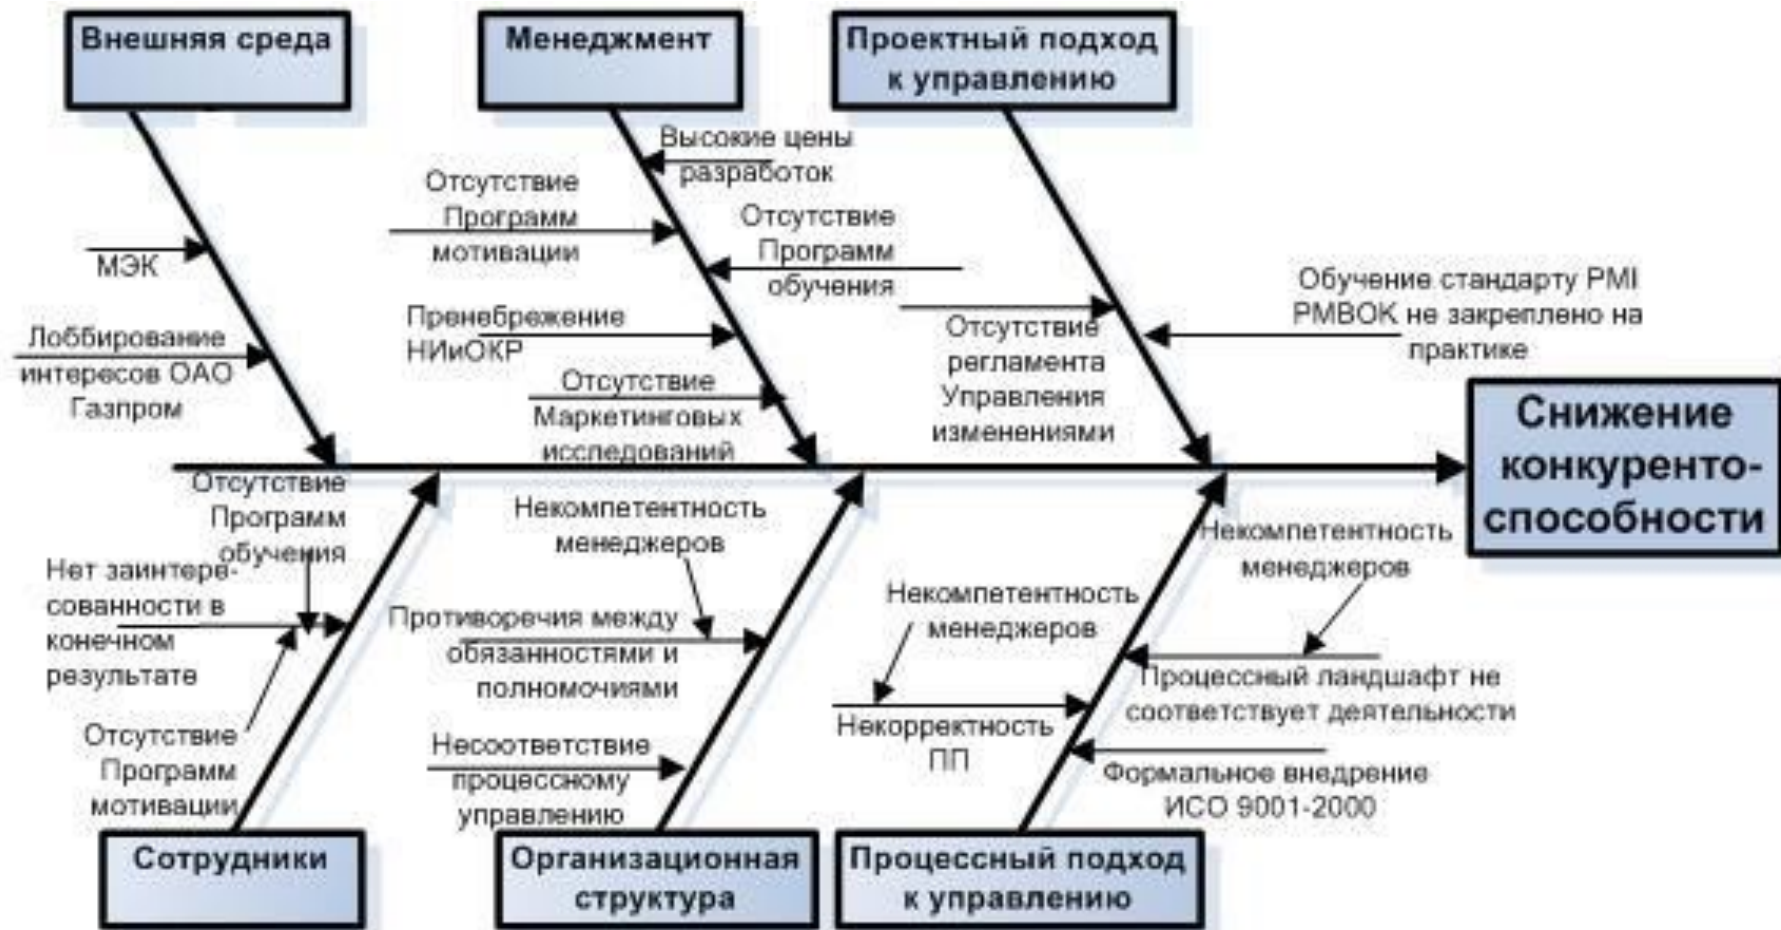 Внешняя среда
Менеджмент
Проектный подход
к управлению
Высокие цены
разработок
Отсутствие
Программ
мотивации
Отсутствие
Программ
обучения
МЭК
Лоббирование
интересов ОАО
Газпром
Пренебрежение
НИиОКР
Отсутствие
Маркетинговых
исследований
Отсутствие
регламента
Управления
изменениями
Обучение стандарту PMI
PMBOK не закреплено на
практике
Снижение
конкуренто-
способности
Отсутствие
Программ
обучения
Нет заинтере-
сованности в
конечном
результате
Отсутствие
Программ
мотивации
Некомпетентность
менеджеров
Противоречия между
обязанностями и
полномочиями
Несоответствие
процессному
управлению
Некомпетентность
менеджеров
Некорректность
ПП
Некомпетентность
менеджеров
Процессный ландшафт не
соответствует деятельности
Формальное внедрение
ИСО 9001-2000
Сотрудники
Организационная
структура
Процессный подход
к управлению